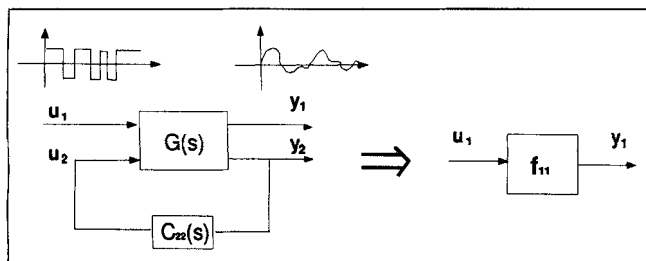 u₁
y₁
G(s)
u₂
y₂
C₂₂(s)
u₁
y₁
f₁₁